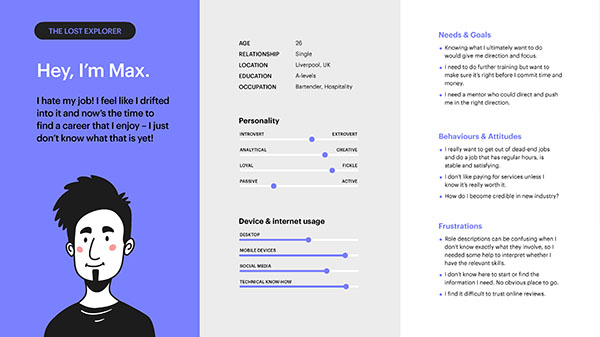 THE LOST EXPLORER
Hey, I'm Max.
I hate my job! I feel like I drifted
into it and now's the time to
find a career that I enjoy – I just
don't know what that is yet!
AGE 26
RELATIONSHIP Single
LOCATION Liverpool, UK
EDUCATION A-levels
OCCUPATION Bartender, Hospitality
Personality
INTROVERT EXTROVERT
ANALYTICAL CREATIVE
LOYAL FICKLE
PASSIVE ACTIVE
Device & internet usage
DESKTOP
MOBILE DEVICES
SOCIAL MEDIA
TECHNICAL KNOW-HOW
Needs & Goals
Knowing what I ultimately want to do
would give me direction and focus.
I need to do further training but want to
make sure it's right before I commit time and
money.
I need a mentor who could direct and push
me in the right direction.
Behaviours & Attitudes
I really want to get out of dead-end jobs
and do a job that has regular hours, is
stable and satisfying.
I don't like paying for services unless I
know it's really worth it.
How do I become credible in new industry?
Frustrations
Role descriptions can be confusing when I
don't know exactly what they involve, so I
needed some help to interpret whether I
have the relevant skills.
I don't know here to start or find the
information I need. No obvious place to go.
I find it difficult to trust online reviews.